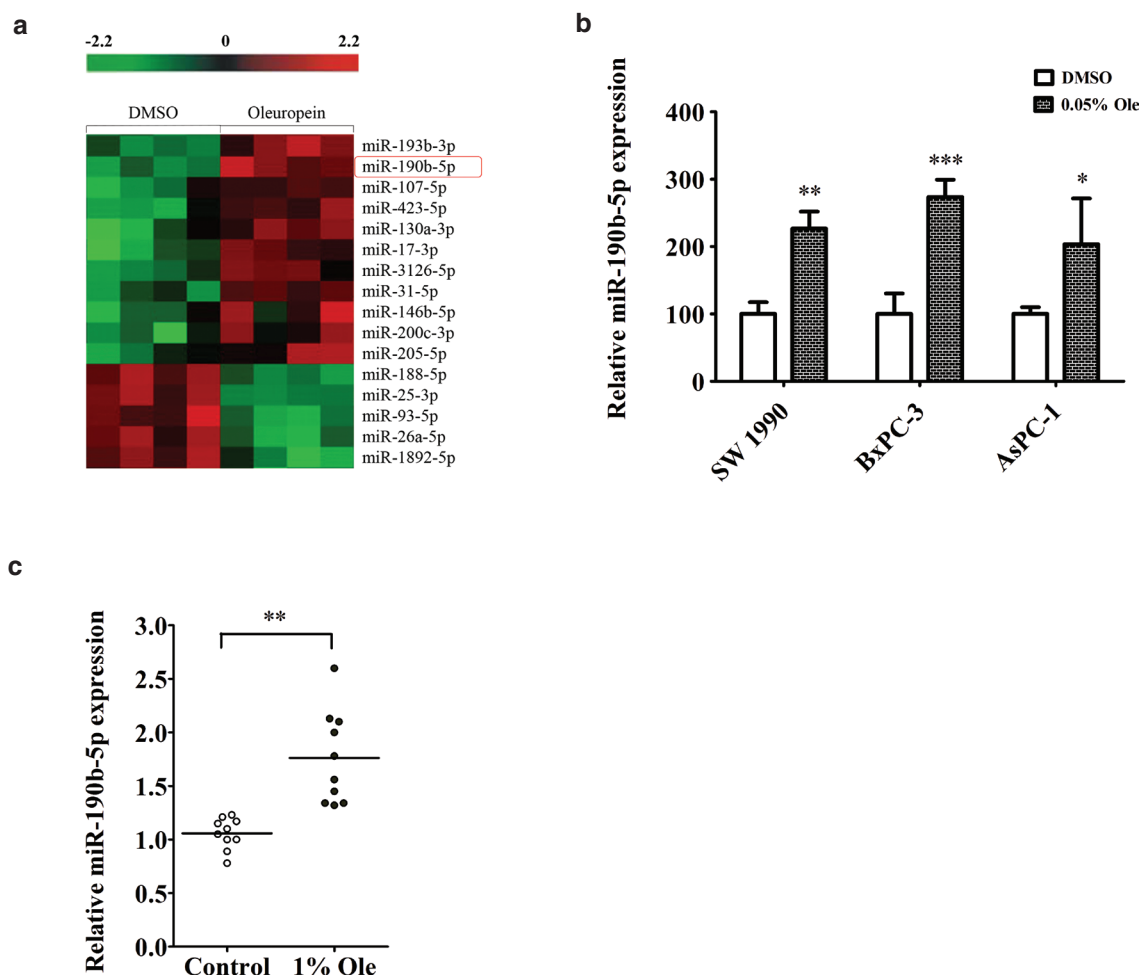 a
-2.2 0 2.2
DMSO Oleuropein
miR-193b-3p
miR-190b-5p
miR-107-5p
miR-423-5p
miR-130a-3p
miR-17-3p
miR-3126-5p
miR-31-5p
miR-146b-5p
miR-200c-3p
miR-205-5p
miR-188-5p
miR-25-3p
miR-93-5p
miR-26a-5p
miR-1892-5p
b
DMSO
0.05% Ole
Relative miR-190b-5p expression
400
300
200
100
0
**
***
*
SW 1990
BxPC-3
AsPC-1
c
Relative miR-190b-5p expression
3.0
2.5
2.0
1.5
1.0
0.5
0.0
**
Control 1% Ole